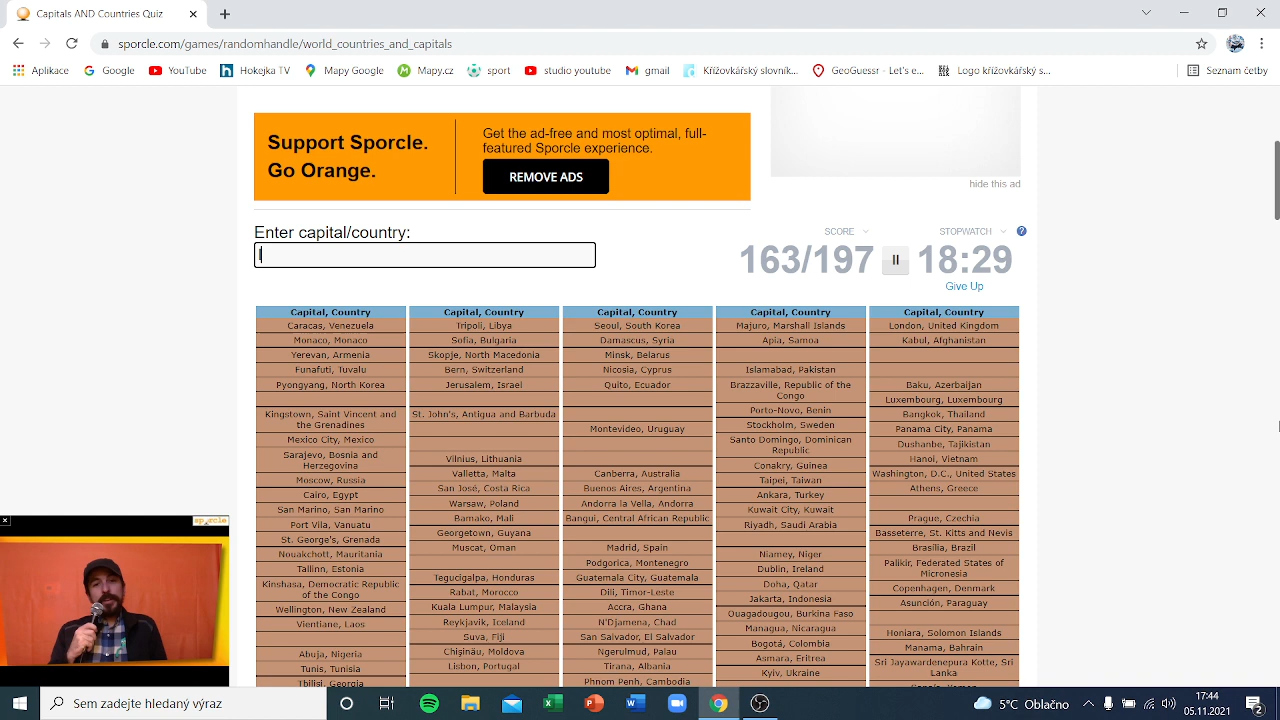 Capital AND Countries Quiz
sporcle.com/games/randomhero/world_countries_and_capitals
Aplikace
Google
YouTube
Hokejka TV
Mapy Google
Mapy.cz
sport
studio youtube
gmail
Křížovkářský slovník...
GeoGuessr - Let's e...
Logo křížovkářský s...
Seznam četby
Support Sporcle.
Go Orange.
Get the ad-free and most optimal, full-
featured Sporcle experience.
REMOVE ADS
hide this ad
Enter capital/country:
SCORE
STOPWATCH
163/197
18:29
Give Up
Capital, Country
Caracas, Venezuela
Monaco, Monaco
Yerevan, Armenia
Funafuti, Tuvalu
Pyongyang, North Korea
Kingstown, Saint Vincent and
the Grenadines
Mexico City, Mexico
Sarajevo, Bosnia and
Herzegovina
Moscow, Russia
Cairo, Egypt
San Marino, San Marino
Port Vila, Vanuatu
St. George's, Grenada
Nouakchott, Mauritania
Tallinn, Estonia
Kinshasa, Democratic Republic
of the Congo
Wellington, New Zealand
Vientiane, Laos
Abuja, Nigeria
Tunis, Tunisia
Tbilisi, Georgia
Capital, Country
Tripoli, Libya
Sofia, Bulgaria
Skopje, North Macedonia
Bern, Switzerland
Jerusalem, Israel
St. John's, Antigua and Barbuda
Vilnius, Lithuania
Valletta, Malta
San José, Costa Rica
Warsaw, Poland
Bamako, Mali
Georgetown, Guyana
Muscat, Oman
Tegucigalpa, Honduras
Rabat, Morocco
Kuala Lumpur, Malaysia
Reykjavik, Iceland
Suva, Fiji
Chișinău, Moldova
Lisbon, Portugal
Capital, Country
Seoul, South Korea
Damascus, Syria
Minsk, Belarus
Nicosia, Cyprus
Quito, Ecuador
Montevideo, Uruguay
Canberra, Australia
Buenos Aires, Argentina
Andorra la Vella, Andorra
Bangui, Central African Republic
Madrid, Spain
Podgorica, Montenegro
Guatemala City, Guatemala
Dili, Timor-Leste
Accra, Ghana
N'Djamena, Chad
San Salvador, El Salvador
Ngerulmud, Palau
Tirana, Albania
Phnom Penh, Cambodia
Capital, Country
Majuro, Marshall Islands
Apia, Samoa
Islamabad, Pakistan
Brazzaville, Republic of the
Congo
Porto-Novo, Benin
Stockholm, Sweden
Santo Domingo, Dominican
Republic
Conakry, Guinea
Taipei, Taiwan
Ankara, Turkey
Kuwait City, Kuwait
Riyadh, Saudi Arabia
Niamey, Niger
Dublin, Ireland
Doha, Qatar
Jakarta, Indonesia
Ouagadougou, Burkina Faso
Managua, Nicaragua
Bogotá, Colombia
Asmara, Eritrea
Kyiv, Ukraine
Capital, Country
London, United Kingdom
Kabul, Afghanistan
Baku, Azerbaijan
Luxembourg, Luxembourg
Bangkok, Thailand
Panama City, Panama
Dushanbe, Tajikistan
Hanoi, Vietnam
Washington, D.C., United States
Athens, Greece
Prague, Czechia
Basseterre, St. Kitts and Nevis
Brasília, Brazil
Palikir, Federated States of
Micronesia
Copenhagen, Denmark
Asunción, Paraguay
Honiara, Solomon Islands
Manama, Bahrain
Sri Jayawardenepura Kotte, Sri
Lanka
sporcle
Sem zadejte hledaný výraz
Zataženo
17:44
05.11.2021
2